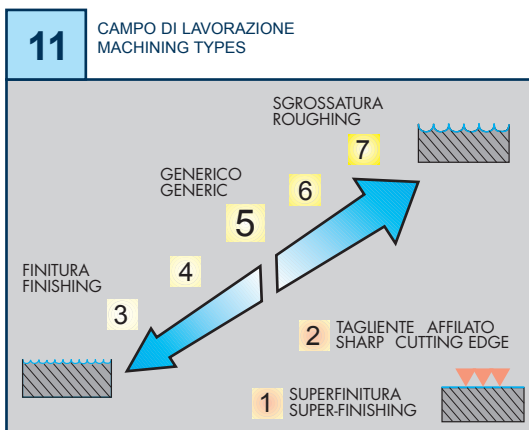 11
CAMPO DI LAVORAZIONE
MACHINING TYPES
SGROSSATURA
ROUGHING
7
GENERICO
GENERIC
6
5
4
FINITURA
FINISHING
3
2 TAGLIENTE AFFILATO
SHARP CUTTING EDGE
1 SUPERFINITURA
SUPER-FINISHING